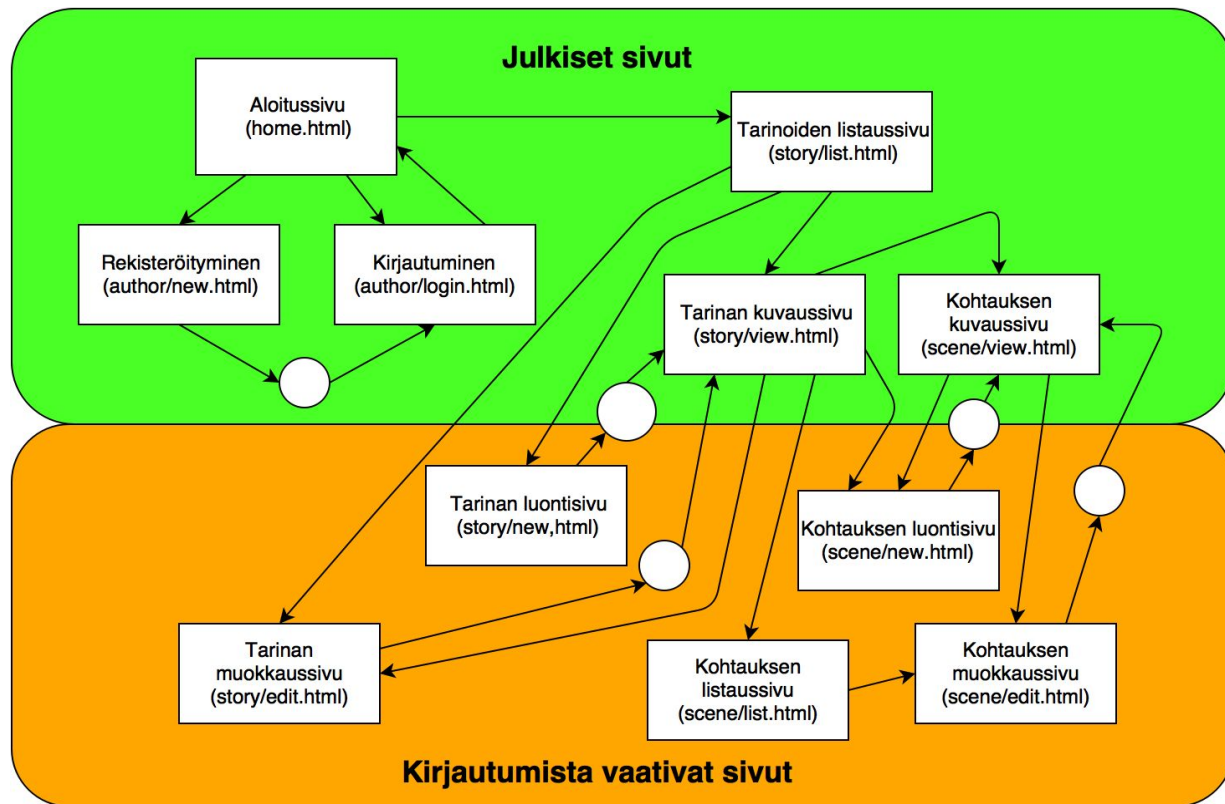 Julkiset sivut
Aloitussivu
(home.html)
Tarinoiden listaussivu
(story/list.html)
Rekisteröityminen
(author/new.html)
Kirjautuminen
(author/login.html)
Tarinan kuvaussivu
(story/view.html)
Kohtauksen
kuvaussivu
(scene/view.html)
Tarinan luontisivu
(story/new,html)
Kohtauksen luontisivu
(scene/new.html)
Tarinan
muokkaussivu
(story/edit.html)
Kohtauksen
listaussivu
(scene/list.html)
Kohtauksen
muokkaussivu
(scene/edit.html)
Kirjautumista vaativat sivut